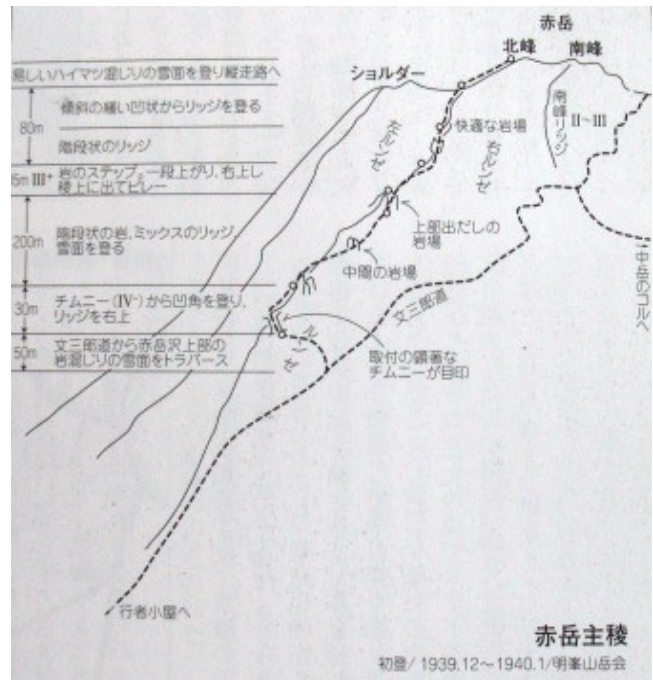 赤岳
北峰 南峰
ショルダー
易しいハイマツ混じりの雪面を登り縦走路へ
傾斜の緩い凹状からリッジを登る
80m
階段状のリッジ
5m III+ 岩のステップを一段上がり、右上し
稜上に出てビレー
200m
階段状の岩、ミックスのリッジ、
雪面を登る
30m
チムニー(IV-)から凹角を登り、
リッジを右上
50m
文三郎道から赤岳沢上部の
岩混じりの雪面をトラバース
左ルンゼ
右ルンゼ
快適な岩場
南峰リッジ
II〜III
上部出だしの
岩場
中間の岩場
中岳のコルへ
文三郎道
ルンゼ
取付の顕著な
チムニーが目印
行者小屋へ
赤岳主稜
初登/1939.12〜1940.1/明峯山岳会